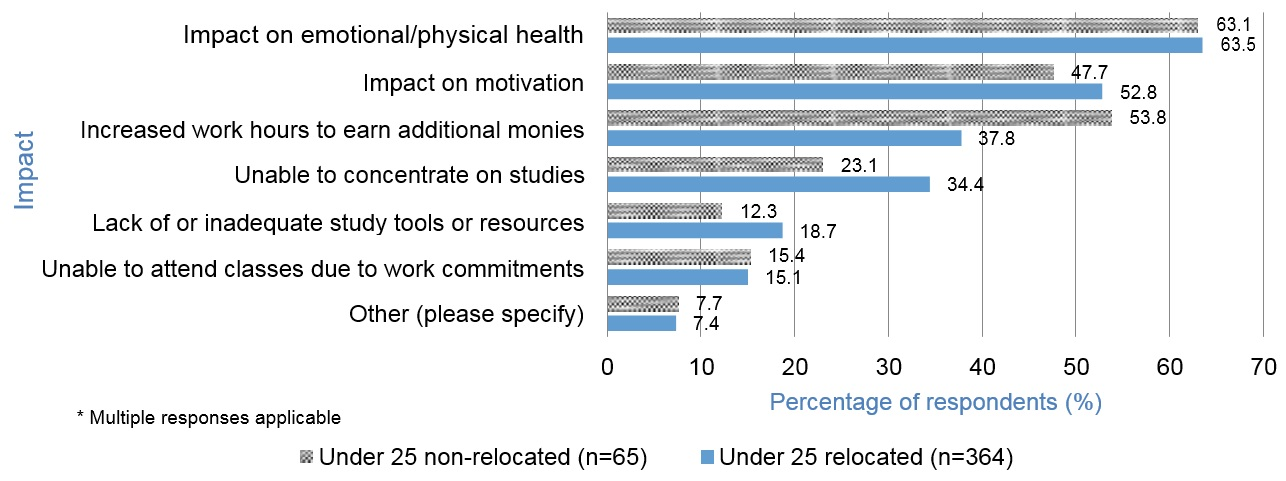 Impact
Impact on emotional/physical health
63.1
63.5
Impact on motivation
47.7
52.8
Increased work hours to earn additional monies
53.8
37.8
Unable to concentrate on studies
23.1
34.4
Lack of or inadequate study tools or resources
12.3
18.7
Unable to attend classes due to work commitments
15.4
15.1
Other (please specify)
7.7
7.4
0 10 20 30 40 50 60 70
Percentage of respondents (%)
* Multiple responses applicable
Under 25 non-relocated (n=65) Under 25 relocated (n=364)